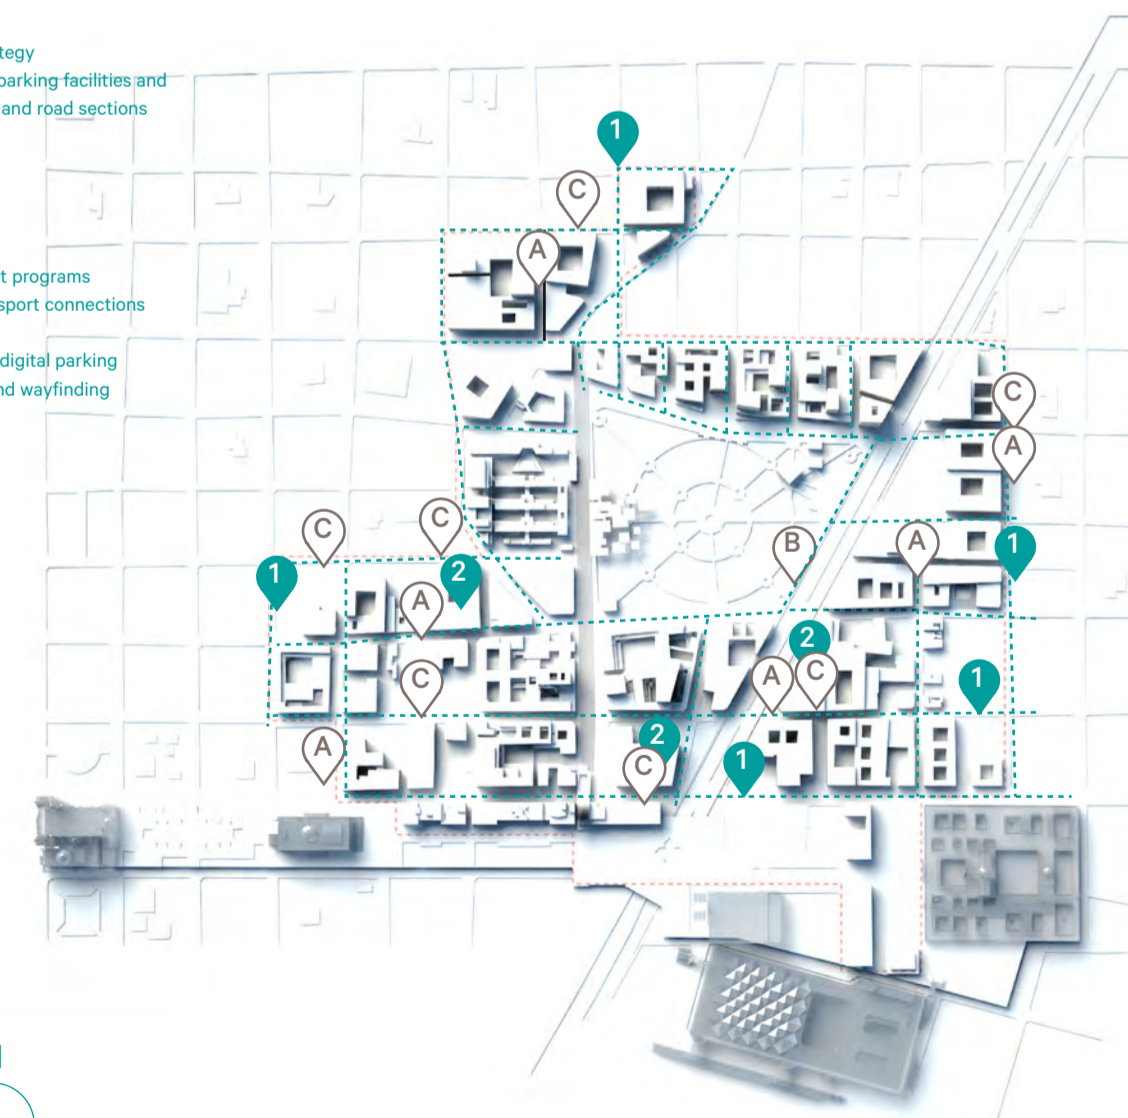 tegy
parking facilities and
and road sections
1
C
A
t programs
sport connections
digital parking
nd wayfinding
C
A
C
C
B
A
1
1
2
A
2
A
C
1
C
A
2
1
C